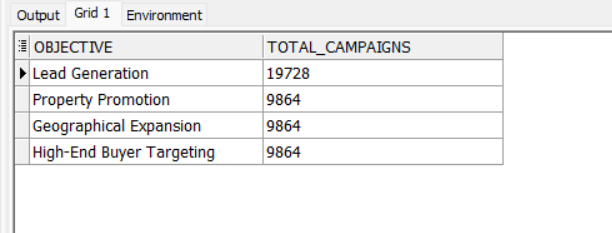 Output Grid 1 Environment
OBJECTIVE TOTAL_CAMPAIGNS
Lead Generation 19728
Property Promotion 9864
Geographical Expansion 9864
High-End Buyer Targeting 9864